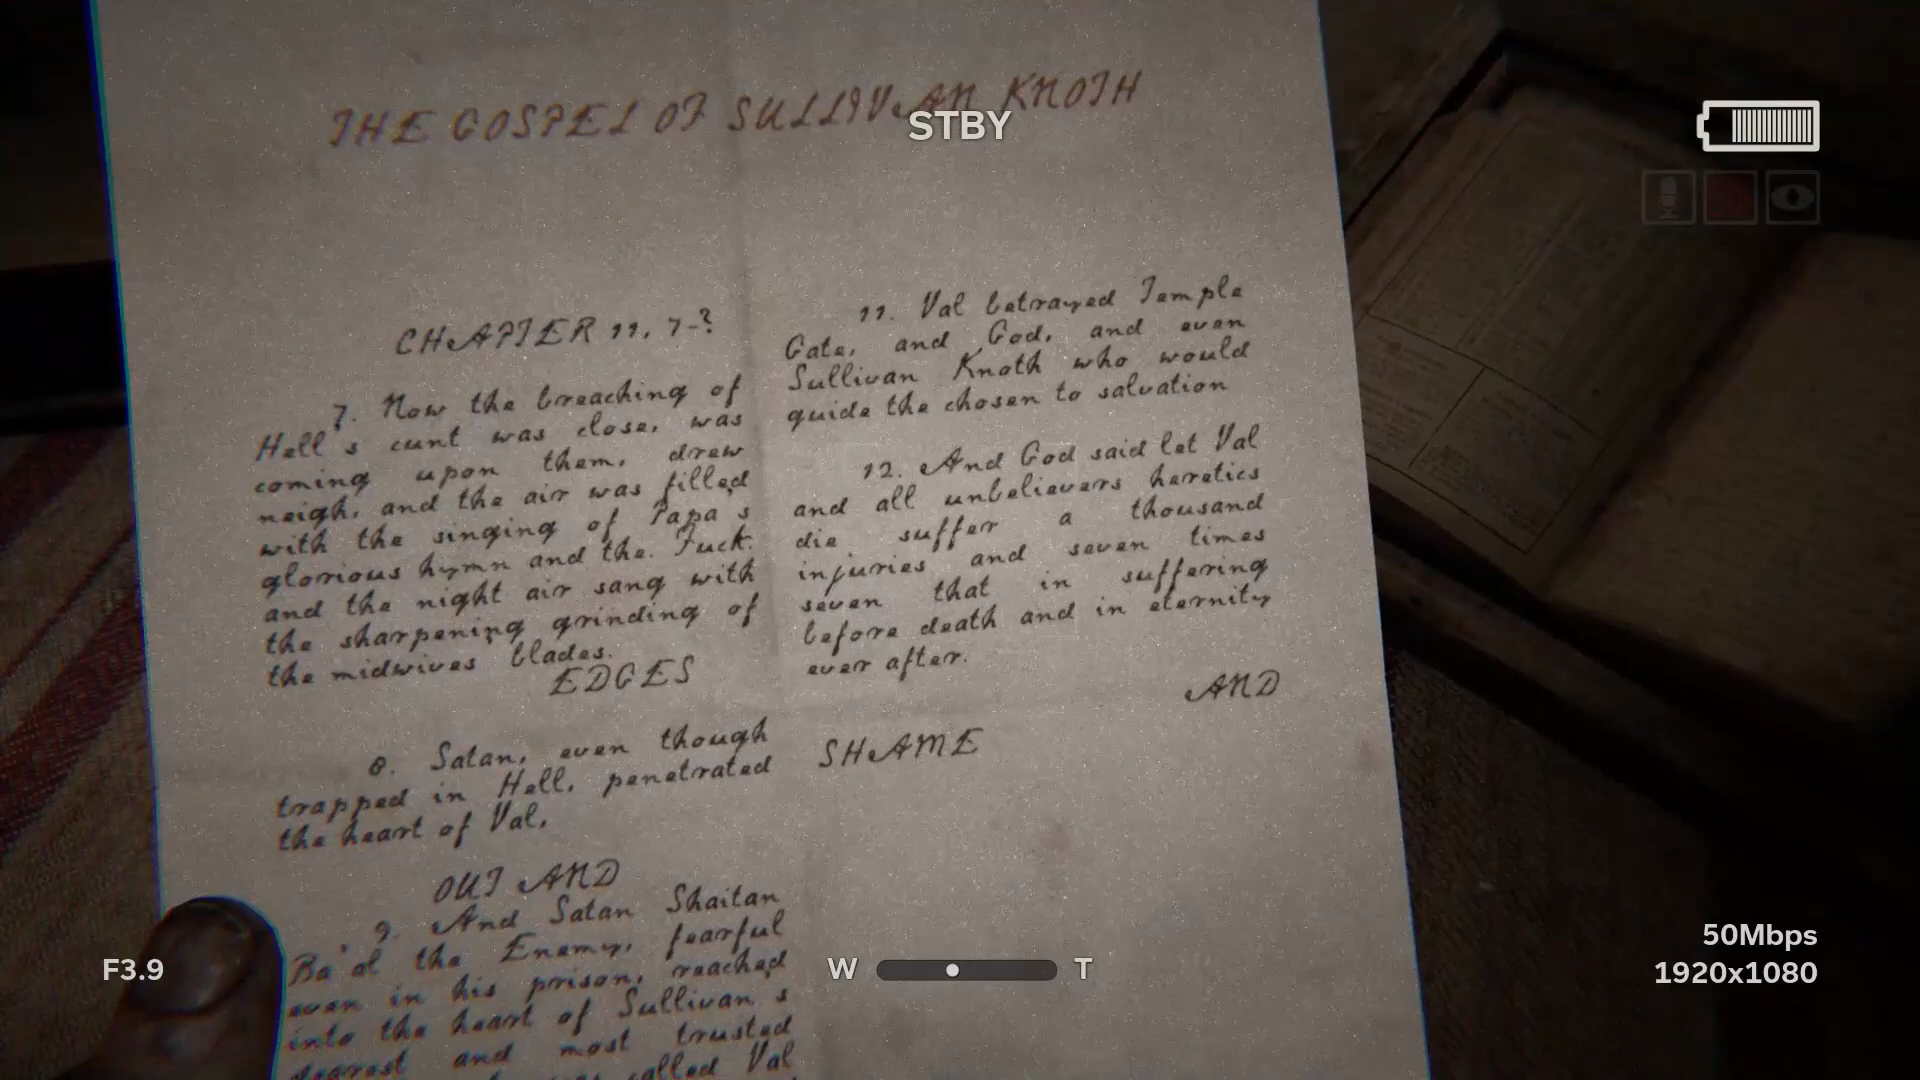 THE GOSPEL OF SULLIVAN KNOTH
STBY
CHAPTER 11, 7-?
7. Now the breaching of
Hell's cunt was close, was
coming upon them, drew
neigh, and the air was filled
with the singing of Papa's
glorious hymn and the. Fuck.
and the night air sang with
the sharpening grinding of
the midwives blades.
EDGES
8. Satan, even though
trapped in Hell, penetrated
the heart of Val,
OUT AND
9. And Satan Shaitan
Ba'al the Enemy, fearful
even in his prison, reached
into the heart of Sullivan's
dearest and most trusted
called Val
11. Val betrayed Temple
Gate, and God, and even
Sullivan Knoth who would
guide the chosen to salvation
12. And God said let Val
and all unbelievers heretics
die suffer a thousand
injuries and seven times
seven that in suffering
before death and in eternity
ever after.
AND
SHAME
F3.9
W T
50Mbps
1920x1080